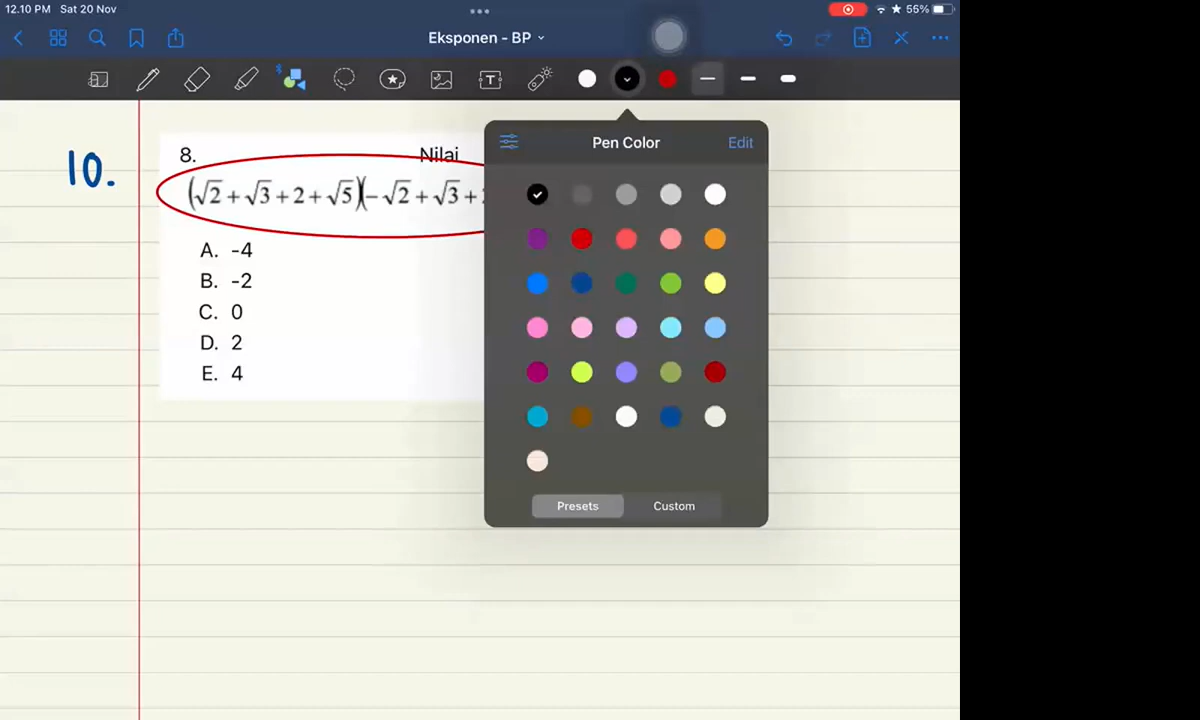 12.10 PM Sat 20 Nov
55%
Eksponen - BP
T
Pen Color
Edit
10.
8. Nilai
(√2 + √3 + 2 + √5)(−√2 + √3 +
A. -4
B. -2
C. 0
D. 2
E. 4
Presets
Custom